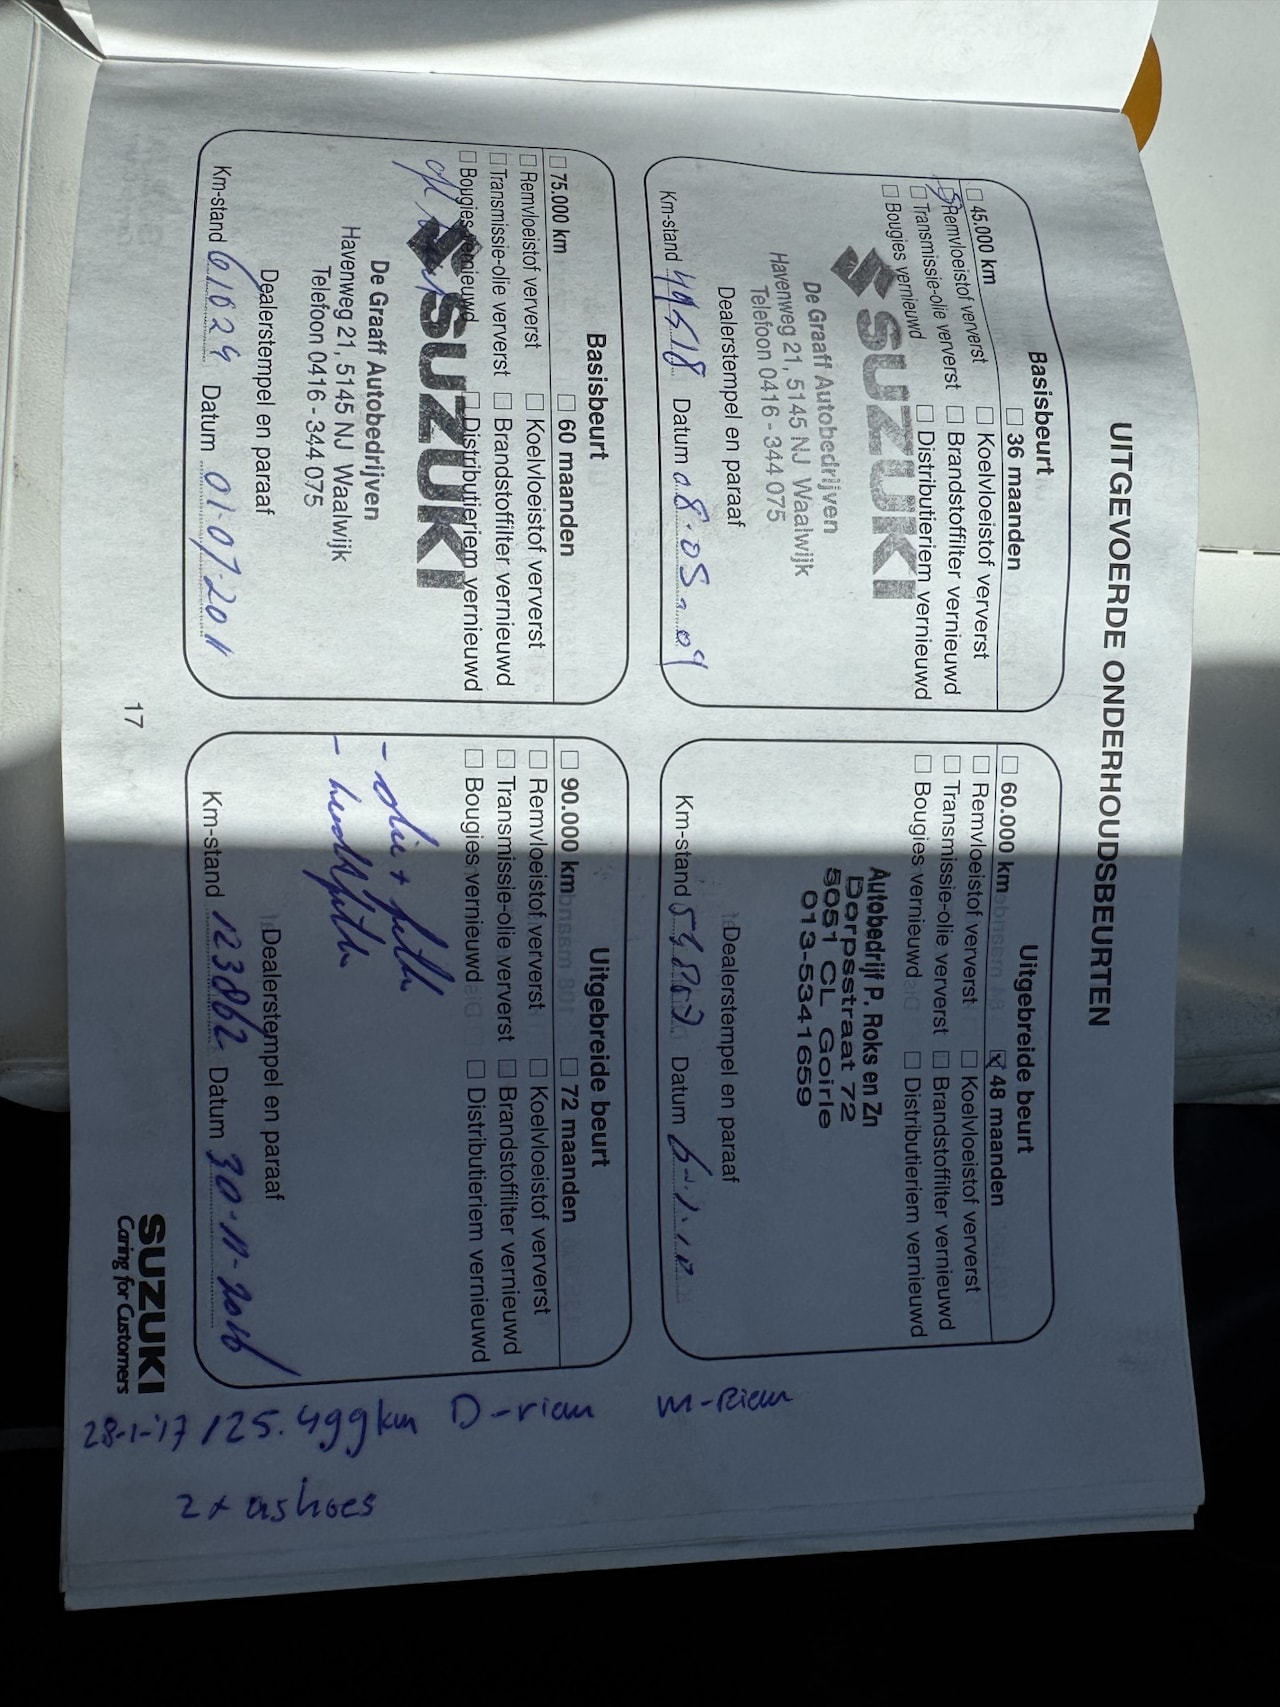 UITGEVOERDE ONDERHOUDSBEURTEN
Basisbeurt
☐ 45.000 km ☐ 36 maanden
Remvloeistof ververst ☐ Koelvloeistof ververst
☐ Transmissie-olie ververst ☐ Brandstoffilter vernieuwd
☐ Bougies vernieuwd ☐ Distributieriem vernieuwd
SUZUKI
De Graaff Autobedrijven
Havenweg 21, 5145 NJ Waalwijk
Telefoon 0416 - 344 075
Dealerstempel en paraaf
Km-stand 49518 Datum 08-05-09
Uitgebreide beurt
☐ 60.000 km ☒ 48 maanden
☐ Remvloeistof ververst ☐ Koelvloeistof ververst
☐ Transmissie-olie ververst ☐ Brandstoffilter vernieuwd
☐ Bougies vernieuwd ☐ Distributieriem vernieuwd
Autobedrijf P. Roks en Zn
Dorpsstraat 72
5051 CL Goirle
013-5341659
Dealerstempel en paraaf
Km-stand Datum
Basisbeurt
☐ 75.000 km ☐ 60 maanden
☐ Remvloeistof ververst ☐ Koelvloeistof ververst
☐ Transmissie-olie ververst ☐ Brandstoffilter vernieuwd
☐ Bougies vernieuwd ☐ Distributieriem vernieuwd
SUZUKI
De Graaff Autobedrijven
Havenweg 21, 5145 NJ Waalwijk
Telefoon 0416 - 344 075
Dealerstempel en paraaf
Km-stand 61629 Datum 01-07-2011
Uitgebreide beurt
☐ 90.000 km ☐ 72 maanden
☐ Remvloeistof ververst ☐ Koelvloeistof ververst
☐ Transmissie-olie ververst ☐ Brandstoffilter vernieuwd
☐ Bougies vernieuwd ☐ Distributieriem vernieuwd
- olie + filter
- luchtfilter
Dealerstempel en paraaf
Km-stand 123862 Datum 30-11-2016
17
SUZUKI
Caring for Customers
M-Riem
28-1-'17 125.499km D-riem
2x ashoes